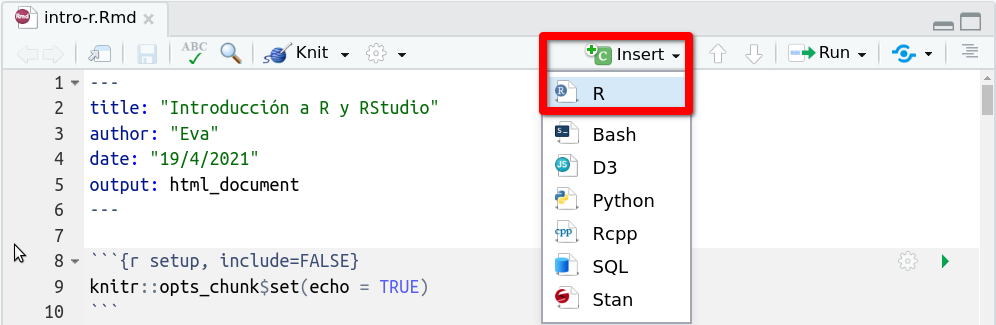 intro-r.Rmd
ABC Knit Insert Run
1 ---
2 title: "Introducción a R y RStudio"
3 author: "Eva"
4 date: "19/4/2021"
5 output: html_document
6 ---
7
8 ```{r setup, include=FALSE}
9 knitr::opts_chunk$set(echo = TRUE)
10 ```
R
Bash
D3
Python
Rcpp
SQL
Stan